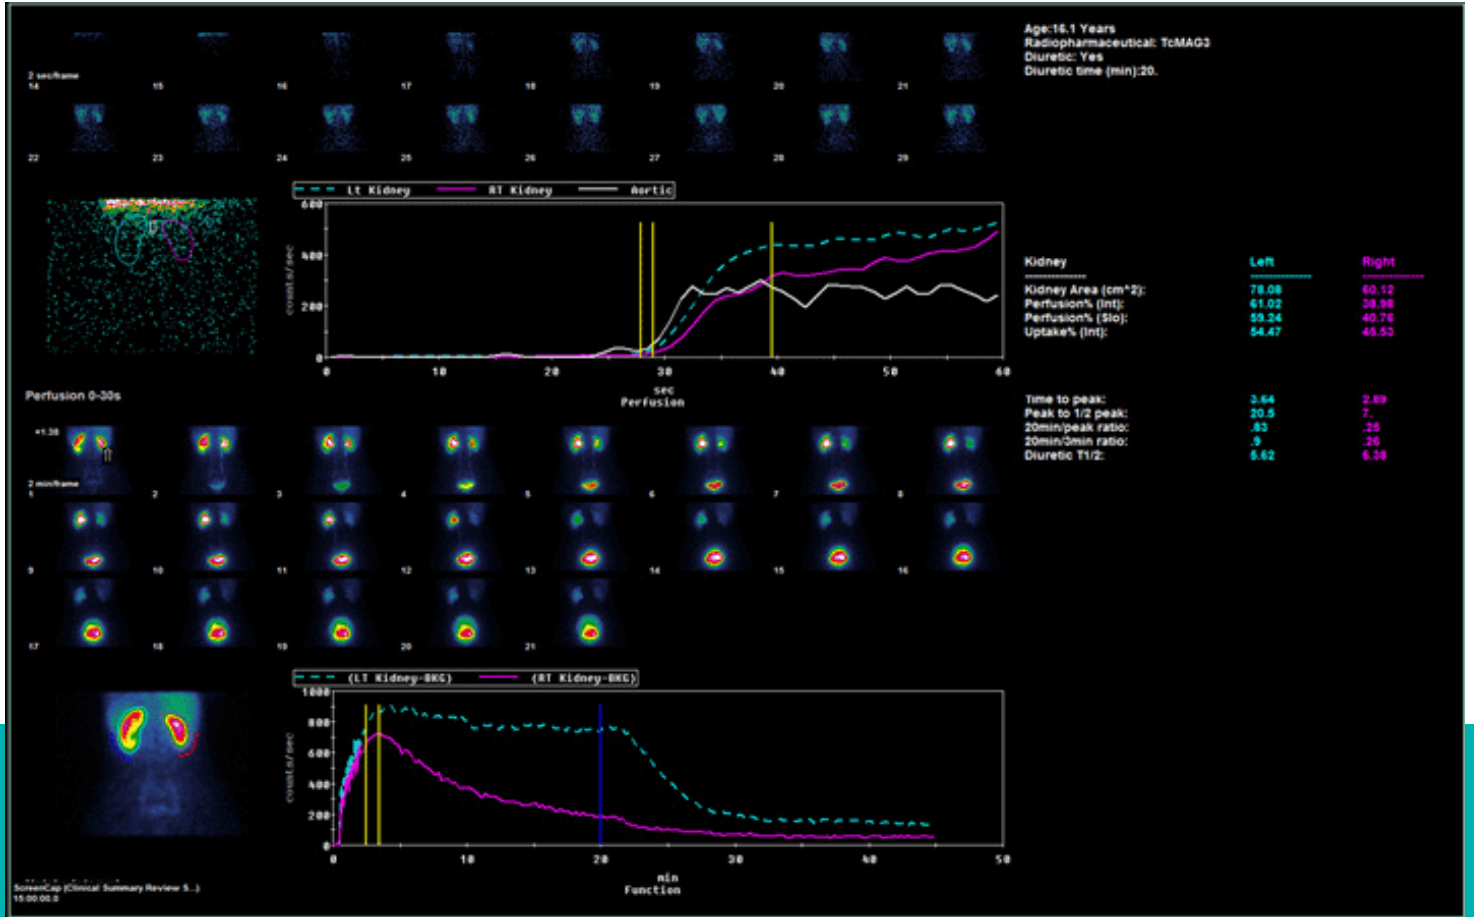 Age:16.1 Years
Radiopharmaceutical: TcMAG3
Diuretic: Yes
Diuretic time (min):20.
2 sec/frame
14 15 16 17 18 19 20 21
22 23 24 25 26 27 28 29
Lt Kidney RT Kidney Aortic
600
400
200
0
counts/sec
0 10 20 30 40 50 60
sec
Perfusion
Kidney Left Right
Kidney Area (cm^2): 78.08 60.12
Perfusion% (Int): 61.02 38.98
Perfusion% (Slo): 59.24 40.76
Uptake% (Int): 54.47 45.53
Perfusion 0-30s
Time to peak: 3.64 2.89
Peak to 1/2 peak: 20.5 7.
20min/peak ratio: .83 .25
20min/3min ratio: .9 .26
Diuretic T1/2: 5.62 6.38
×1.38
2 min/frame
1 2 3 4 5 6 7 8
9 10 11 12 13 14 15 16
17 18 19 20 21
(LT Kidney-BKG) (RT Kidney-BKG)
1000
800
600
400
200
0
counts/sec
0 10 20 30 40 50
min
Function
ScreenCap (Clinical Summary Review S...)
15:00:00.0